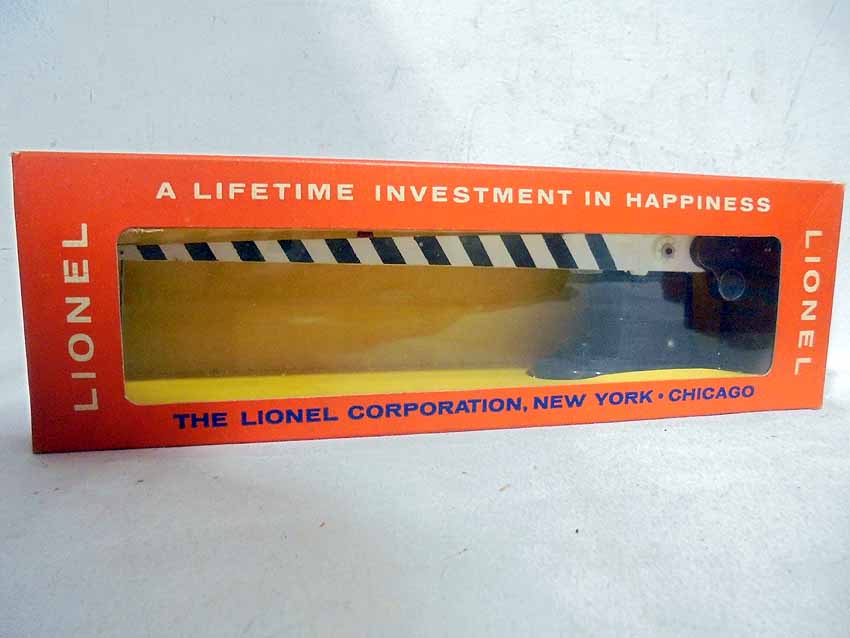 A LIFETIME INVESTMENT IN HAPPINESS
LIONEL
LIONEL
THE LIONEL CORPORATION, NEW YORK • CHICAGO